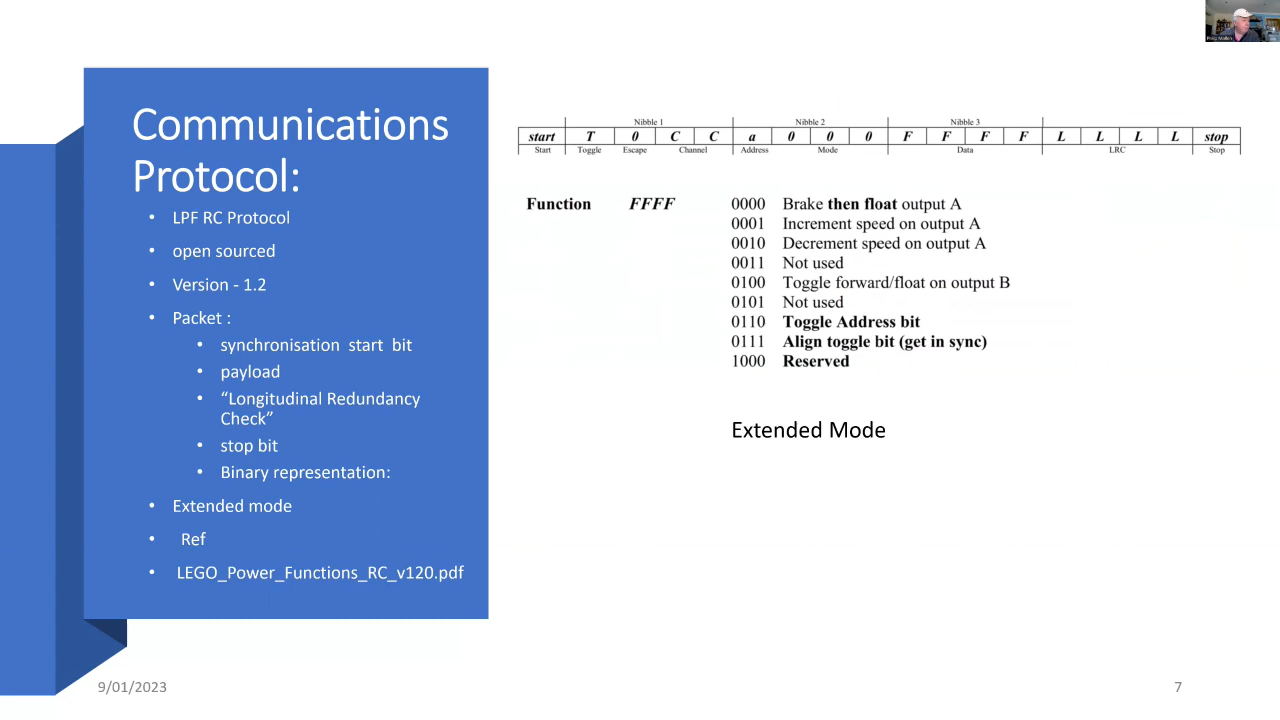 Communications
Protocol:
• LPF RC Protocol
• open sourced
• Version - 1.2
• Packet :
• synchronisation start bit
• payload
• “Longitudinal Redundancy
Check”
• stop bit
• Binary representation:
• Extended mode
• Ref
• LEGO_Power_Functions_RC_v120.pdf
Nibble 1 Nibble 2 Nibble 3
start T 0 C C a 0 0 0 F F F F L L L L stop
Start Toggle Escape Channel Address Mode Data LRC Stop
Function FFFF 0000 Brake then float output A
0001 Increment speed on output A
0010 Decrement speed on output A
0011 Not used
0100 Toggle forward/float on output B
0101 Not used
0110 Toggle Address bit
0111 Align toggle bit (get in sync)
1000 Reserved
Extended Mode
9/01/2023
7